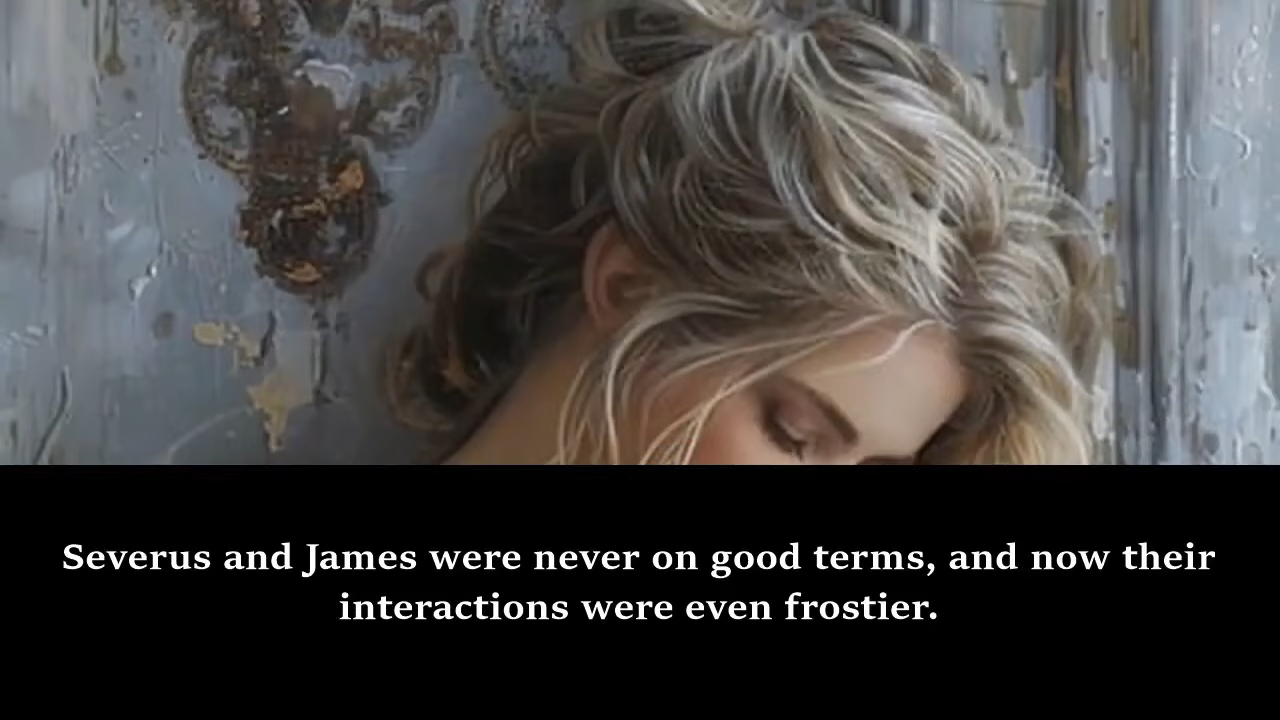 Severus and James were never on good terms, and now their
interactions were even frostier.